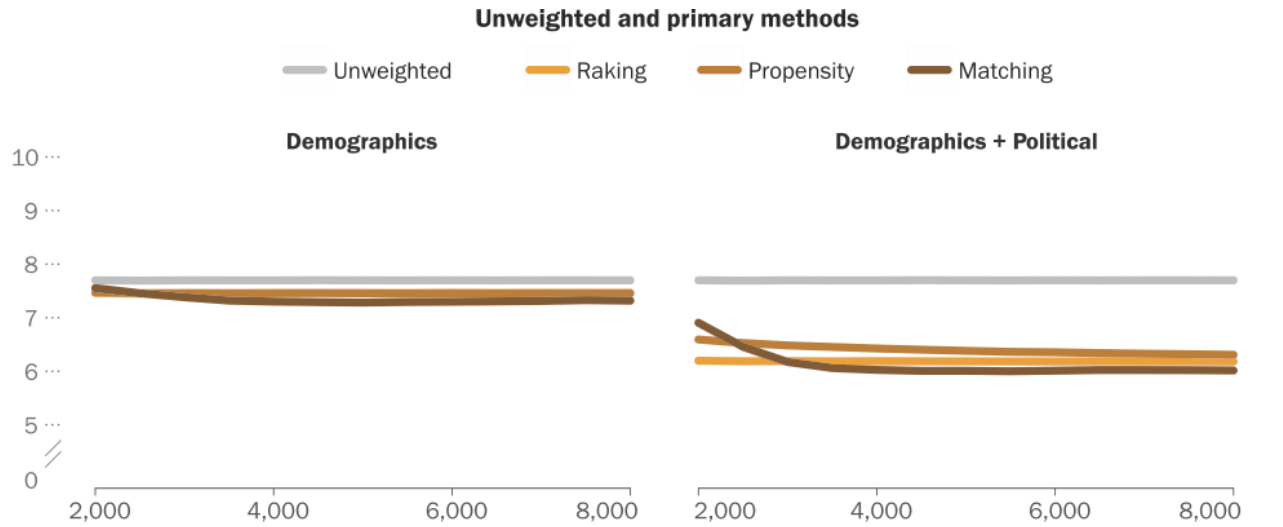 Unweighted and primary methods
Unweighted Raking Propensity Matching
Demographics Demographics + Political
10
9
8
7
6
5
0
2,000 4,000 6,000 8,000 2,000 4,000 6,000 8,000